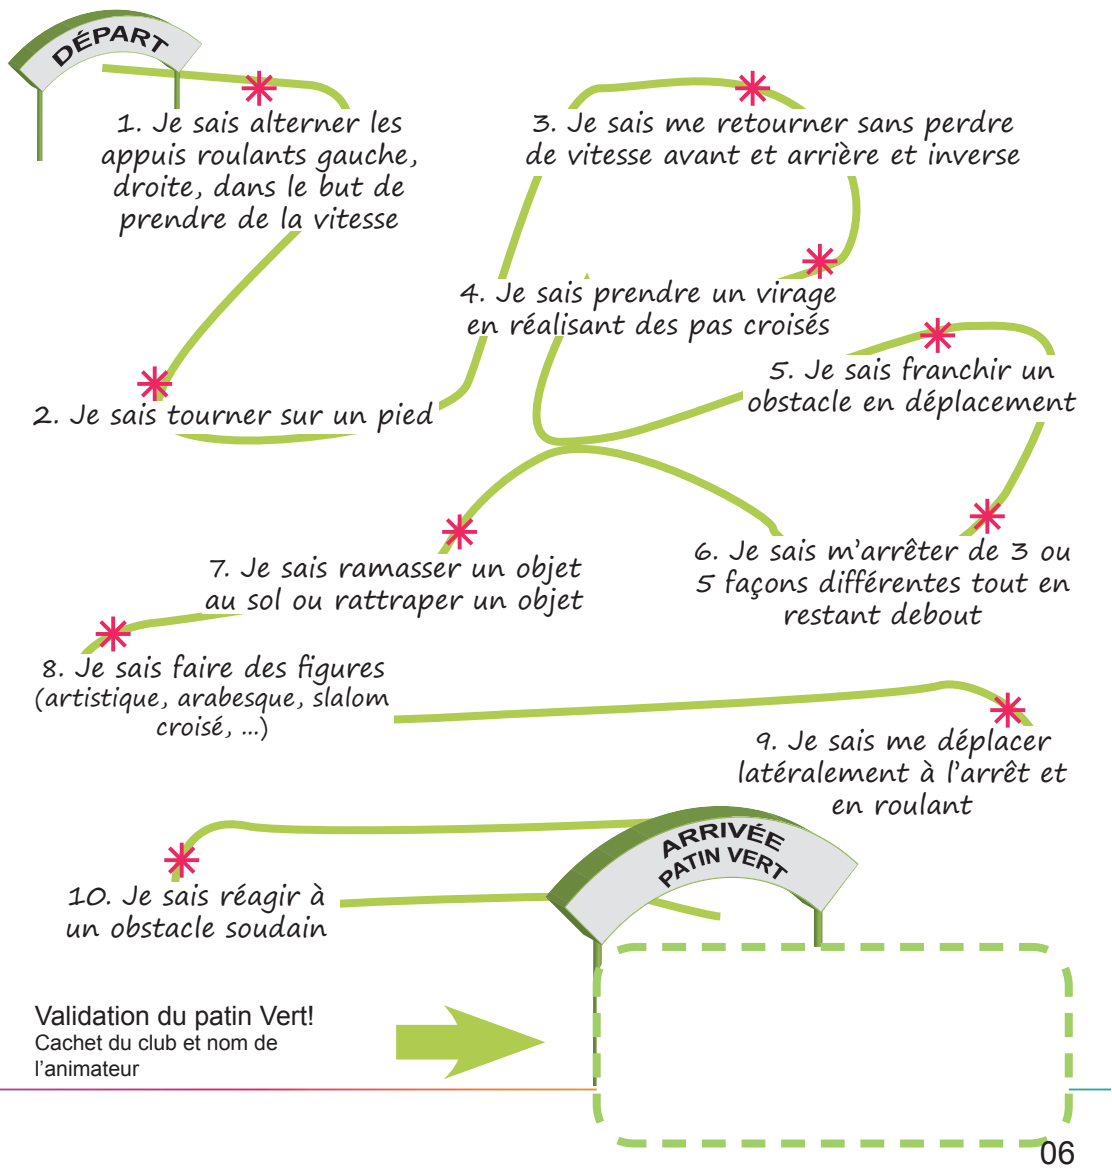 DÉPART
1. Je sais alterner les
appuis roulants gauche,
droite, dans le but de
prendre de la vitesse
2. Je sais tourner sur un pied
3. Je sais me retourner sans perdre
de vitesse avant et arrière et inverse
4. Je sais prendre un virage
en réalisant des pas croisés
5. Je sais franchir un
obstacle en déplacement
6. Je sais m'arrêter de 3 ou
5 façons différentes tout en
restant debout
7. Je sais ramasser un objet
au sol ou rattraper un objet
8. Je sais faire des figures
(artistique, arabesque, slalom
croisé, ...)
9. Je sais me déplacer
latéralement à l'arrêt et
en roulant
10. Je sais réagir à
un obstacle soudain
ARRIVÉE
PATIN VERT
Validation du patin Vert!
Cachet du club et nom de
l'animateur
06